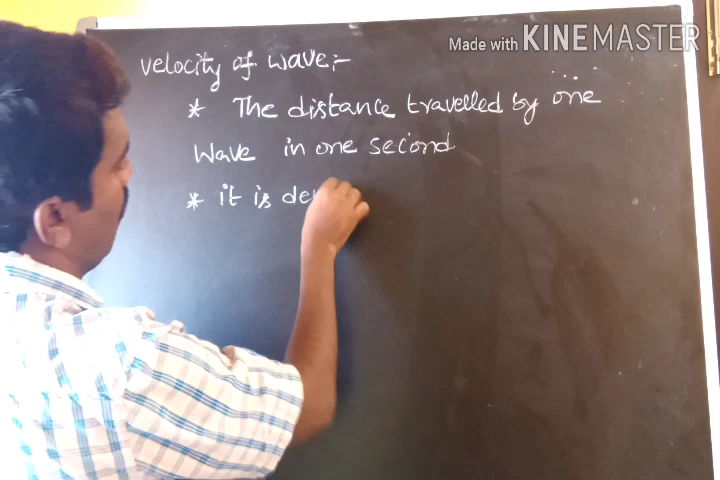 Made with KINEMASTER
velocity of wave:-
* The distance travelled by one
wave in one second
* it is de